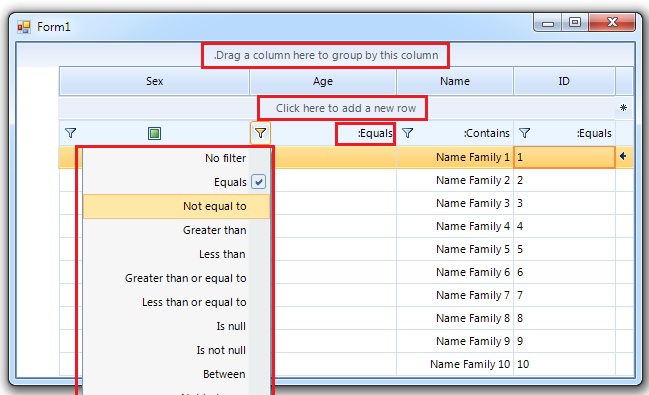 Form1
.Drag a column here to group by this column
Sex Age Name ID
Click here to add a new row *
:Equals :Contains :Equals
Name Family 1 1
Name Family 2 2
Name Family 3 3
Name Family 4 4
Name Family 5 5
Name Family 6 6
Name Family 7 7
Name Family 8 8
Name Family 9 9
Name Family 10 10
No filter
Equals
Not equal to
Greater than
Less than
Greater than or equal to
Less than or equal to
Is null
Is not null
Between